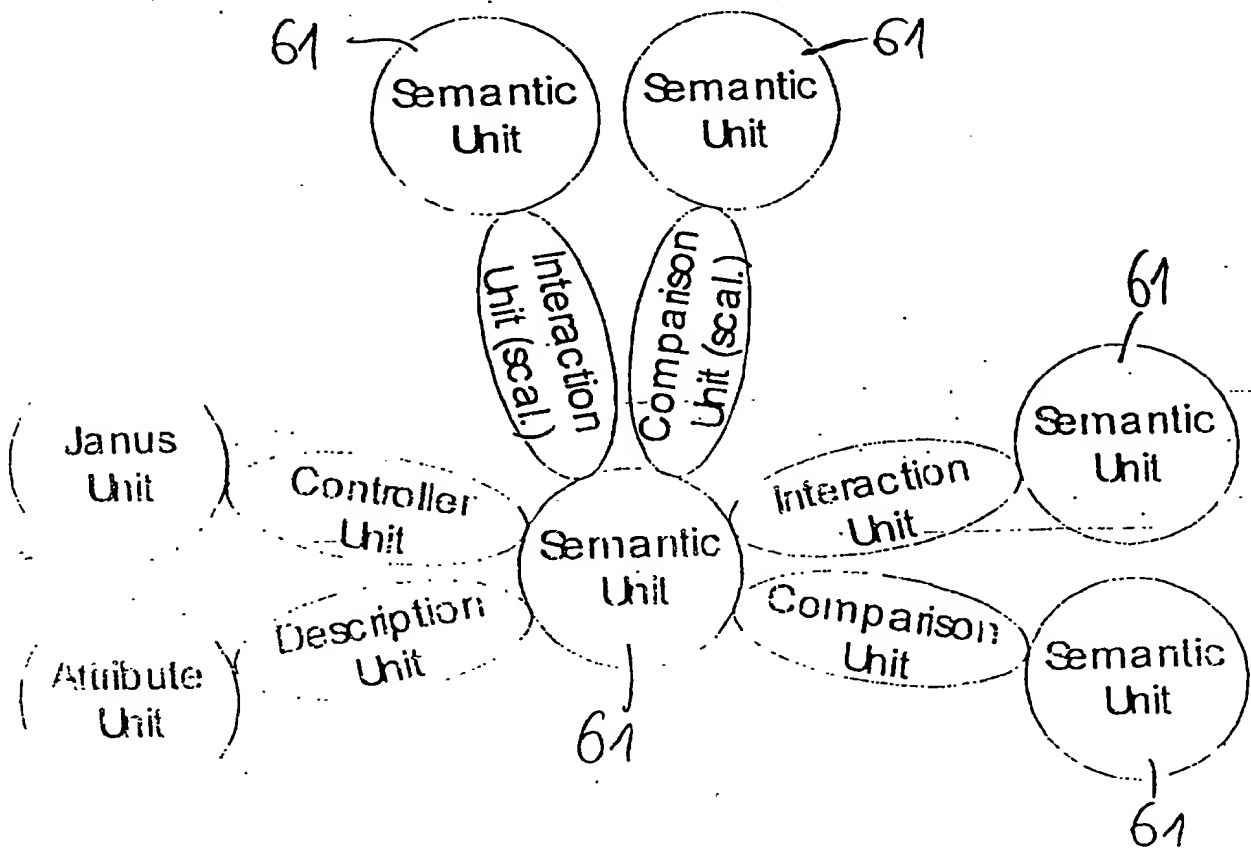 61
61
Semantic
Unit
Semantic
Unit
Interaction
Unit (scal.)
Comparison
Unit (scal.)
61
Semantic
Unit
Janus
Unit
Controller
Unit
Interaction
Unit
Semantic
Unit
Description
Unit
Comparison
Unit
Attribute
Unit
Semantic
Unit
61
61